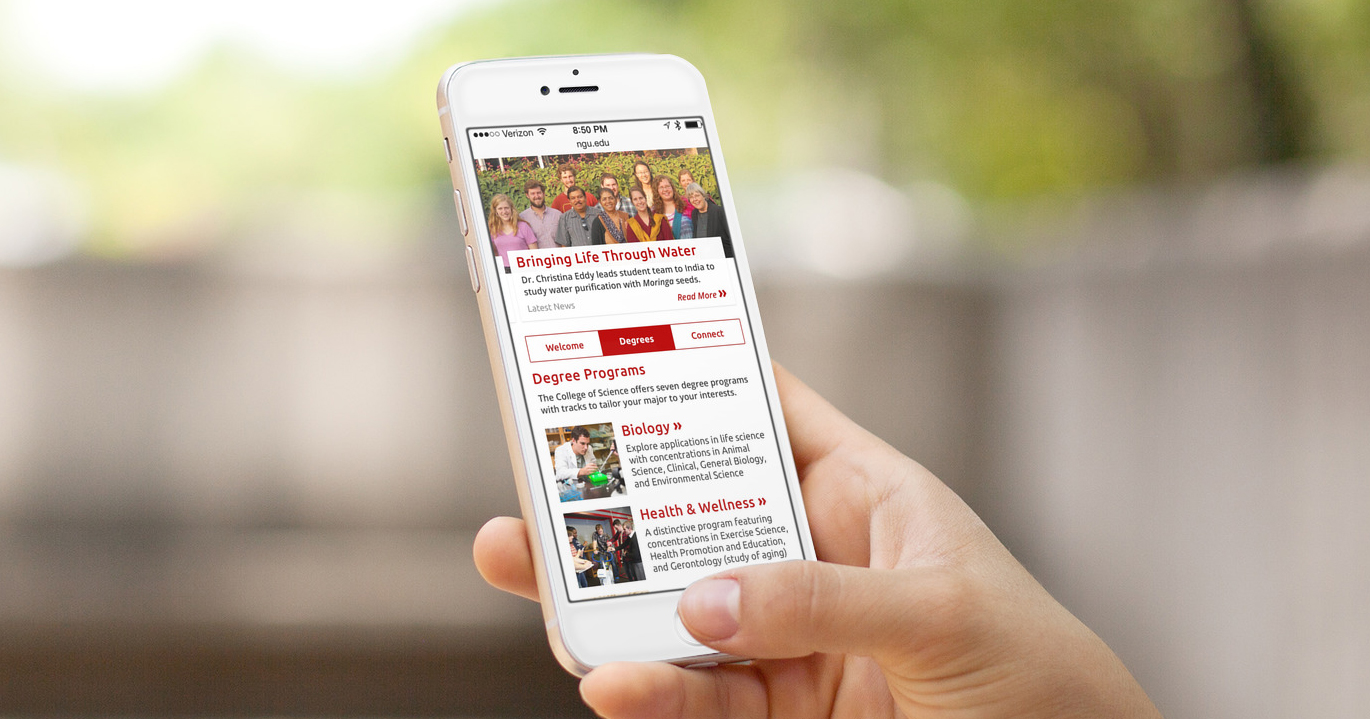 Verizon 8:50 PM
ngu.edu
Bringing Life Through Water
Dr. Christina Eddy leads student team to India to
study water purification with Moringa seeds.
Latest News Read More »
Welcome Degrees Connect
Degree Programs
The College of Science offers seven degree programs
with tracks to tailor your major to your interests.
Biology »
Explore applications in life science
with concentrations in Animal
Science, Clinical, General Biology,
and Environmental Science
Health & Wellness »
A distinctive program featuring
concentrations in Exercise Science,
Health Promotion and Education,
and Gerontology (study of aging)